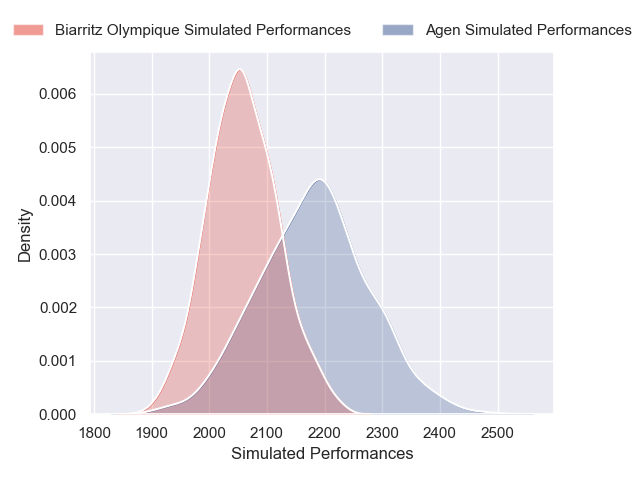 Biarritz Olympique Simulated Performances
Agen Simulated Performances
0.006
0.005
0.004
0.003
0.002
0.001
0.000
Density
1800 1900 2000 2100 2200 2300 2400 2500
Simulated Performances